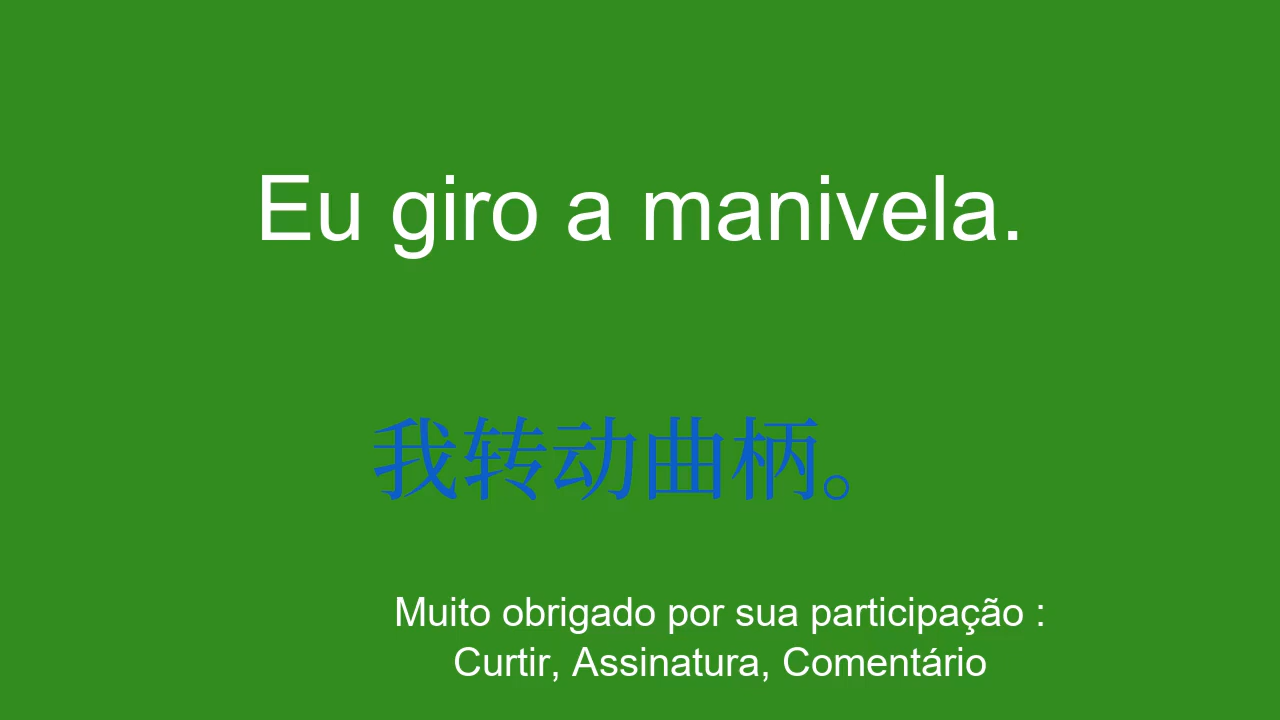 Eu giro a manivela.
我转动曲柄。
Muito obrigado por sua participação :
Curtir, Assinatura, Comentário